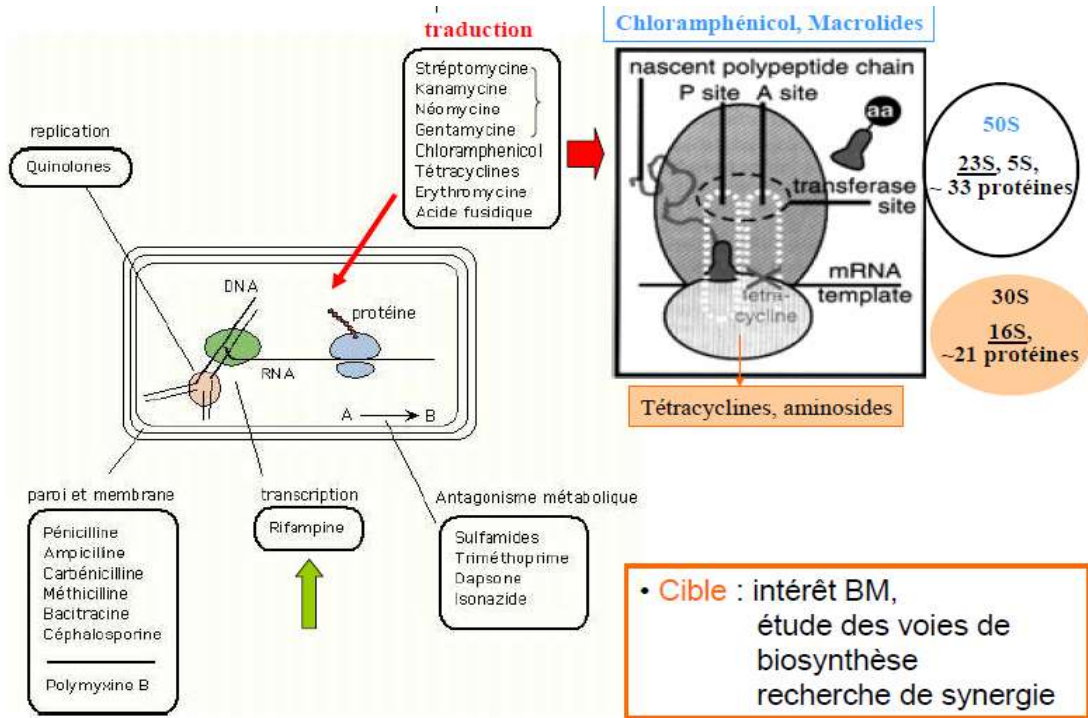 traduction
Stréptomycine
Kanamycine
Néomycine
Gentamycine
Chloramphenicol
Tétracyclines
Erythromycine
Acide fusidique
replication
Quinolones
DNA
RNA
protéine
A
B
paroi et membrane
Pénicilline
Ampiciline
Carbénicilline
Méthicilline
Bacitracine
Céphalosporine
Polymyxine B
transcription
Rifampine
Antagonisme métabolique
Sulfamides
Triméthoprime
Dapsone
Isonazide
Chloramphénicol, Macrolides
nascent polypeptide chain
P site A site
aa
transferase
site
mRNA
template
tetra-
cycline
Tétracyclines, aminosides
50S
23S, 5S,
~ 33 protéines
30S
16S,
~21 protéines
• Cible : intérêt BM,
étude des voies de
biosynthèse
recherche de synergie